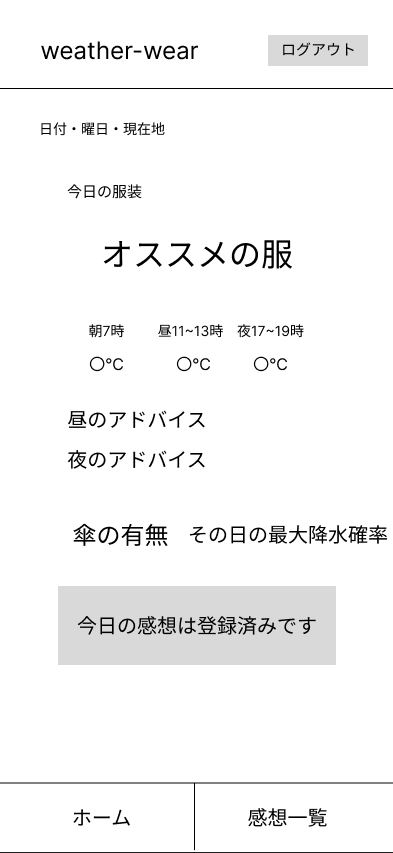 weather-wear ログアウト
日付・曜日・現在地
今日の服装
オススメの服
朝7時 昼11~13時 夜17~19時
〇℃ 〇℃ 〇℃
昼のアドバイス
夜のアドバイス
傘の有無 その日の最大降水確率
今日の感想は登録済みです
ホーム 感想一覧